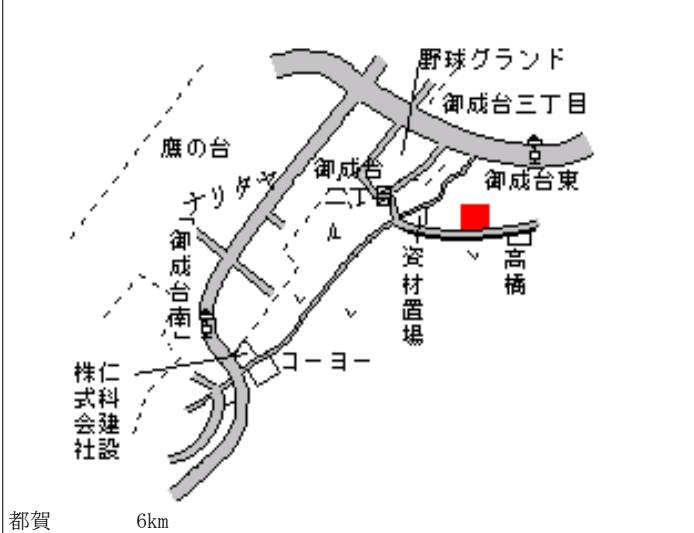 野球グランド
御成台三丁目
鷹の台
御成台
二丁目
御成台東
ナリタヤ
「御成台南」
資材置場
高橋
コーヨー
株式会社
仁科建設
都賀 6km